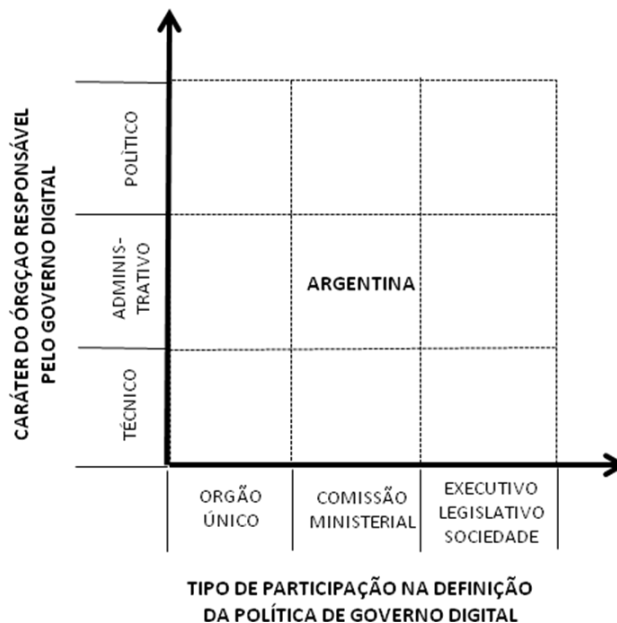 CARÁTER DO ÓRGÇAO RESPONSÁVEL
PELO GOVERNO DIGITAL
POLÌTICO
ADMINIS-
TRATIVO
TÉCNICO
ARGENTINA
ORGÃO
ÚNICO
COMISSÃO
MINISTERIAL
EXECUTIVO
LEGISLATIVO
SOCIEDADE
TIPO DE PARTICIPAÇÃO NA DEFINIÇÃO
DA POLÍTICA DE GOVERNO DIGITAL